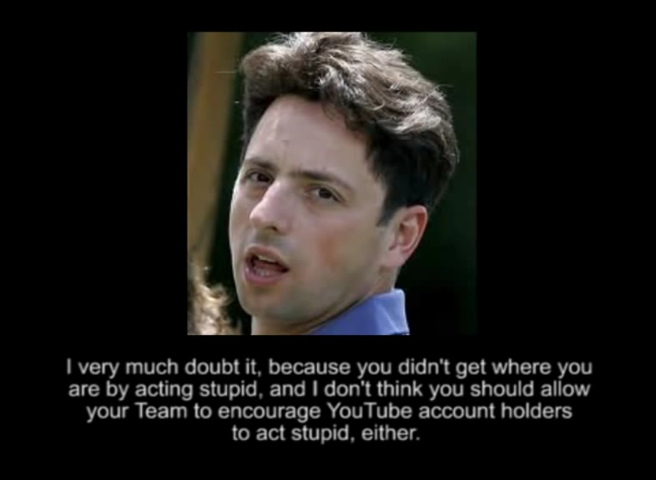 I very much doubt it, because you didn't get where you
are by acting stupid, and I don't think you should allow
your Team to encourage YouTube account holders
to act stupid, either.